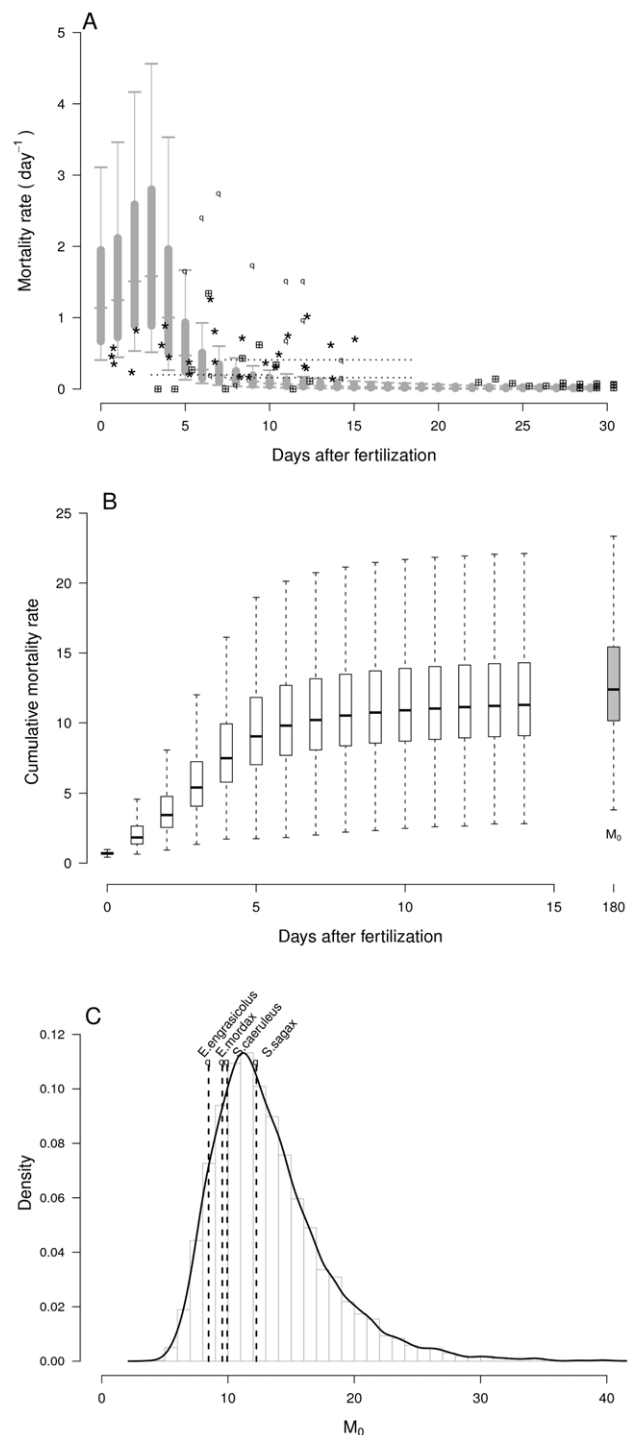 A
5
4
3
2
1
0
Mortality rate ( day⁻¹ )
0 5 10 15 20 25 30
Days after fertilization
B
25
20
15
10
5
0
Cumulative mortality rate
M₀
0 5 10 15 180
Days after fertilization
C
E.engrasicolus
E.mordax
S.caeruleus
S.sagax
0.12
0.10
0.08
0.06
0.04
0.02
0.00
Density
0 10 20 30 40
M₀